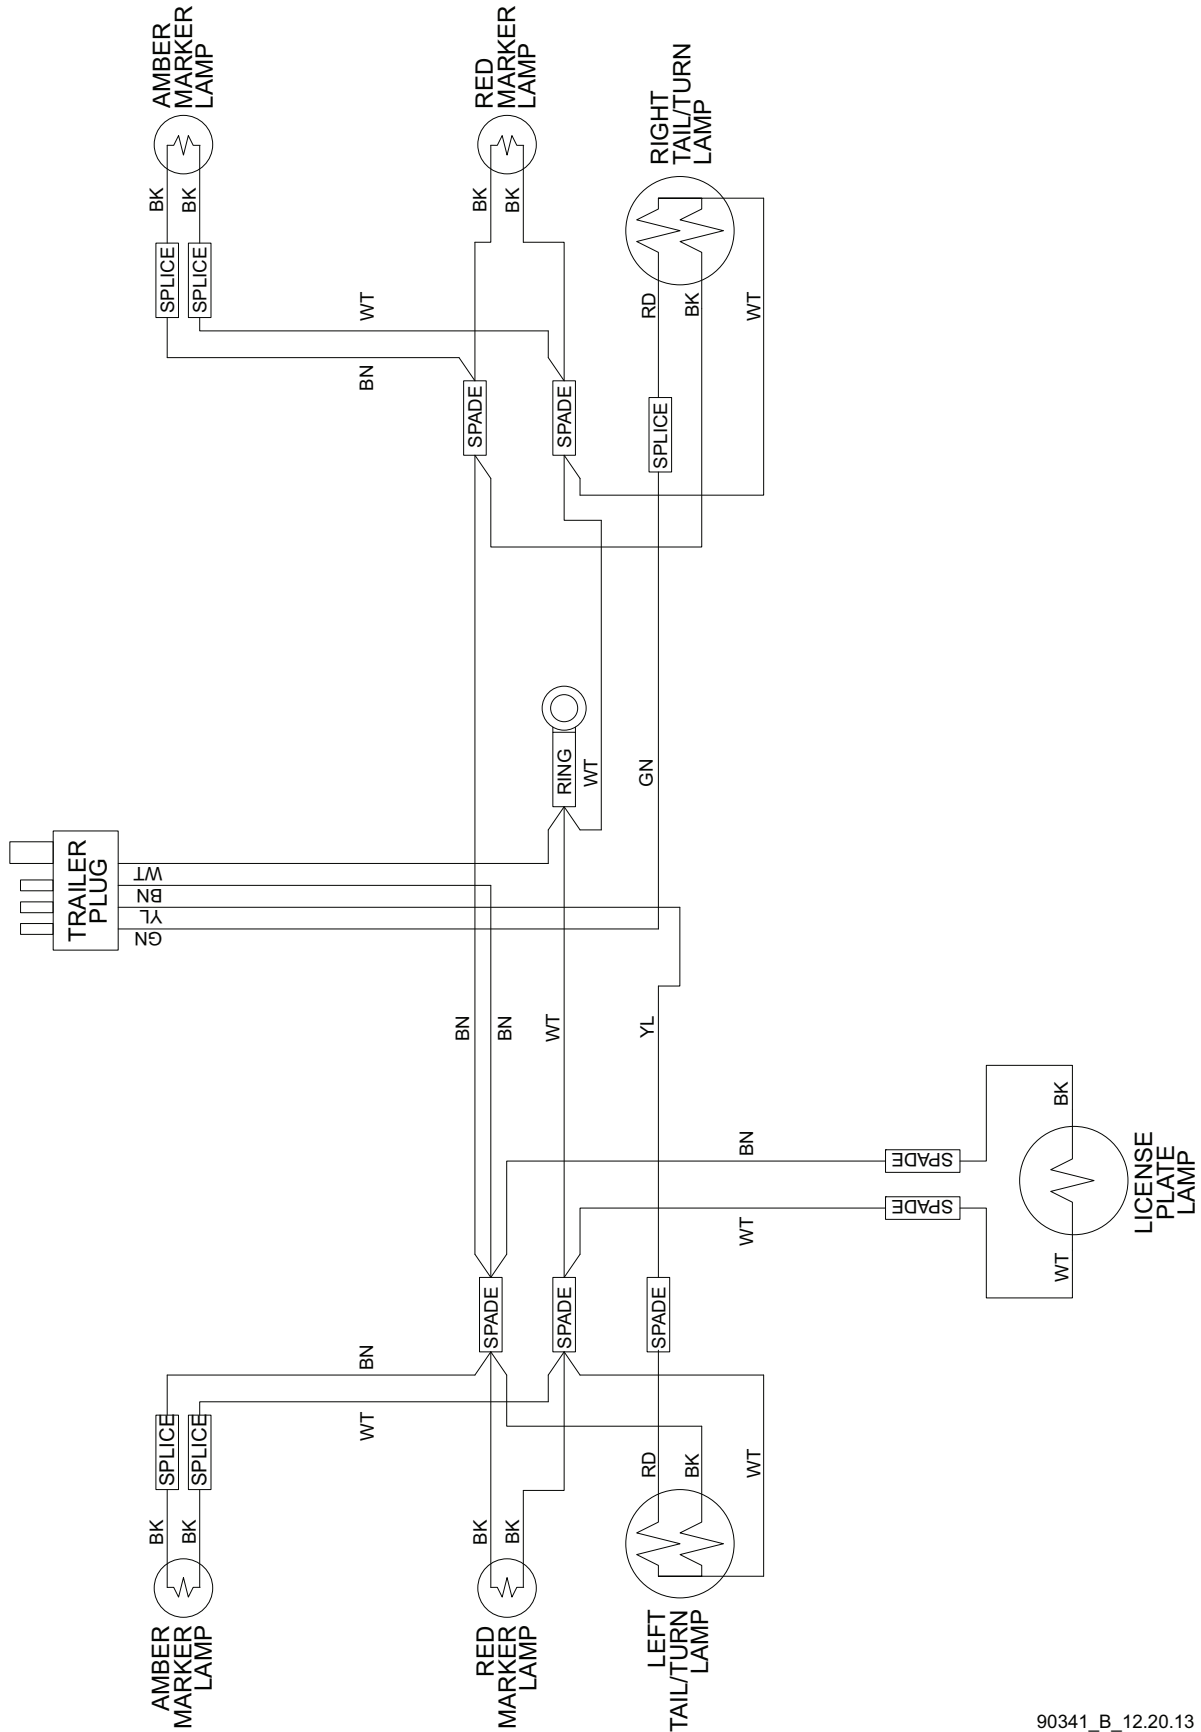 AMBER
MARKER
LAMP
RED
MARKER
LAMP
RIGHT
TAIL/TURN
LAMP
BK
BK
BK
BK
SPLICE
SPLICE
WT
BN
RD
BK
WT
SPADE
SPADE
SPLICE
RING
WT
GN
TRAILER
PLUG
WT
BN
YL
GN
BN
BN
WT
YL
BN
WT
SPADE
SPADE
BK
WT
LICENSE
PLATE
LAMP
SPADE
SPADE
SPADE
BN
WT
SPLICE
SPLICE
BK
BK
BK
BK
RD
BK
WT
AMBER
MARKER
LAMP
RED
MARKER
LAMP
LEFT
TAIL/TURN
LAMP
90341_B_12.20.13